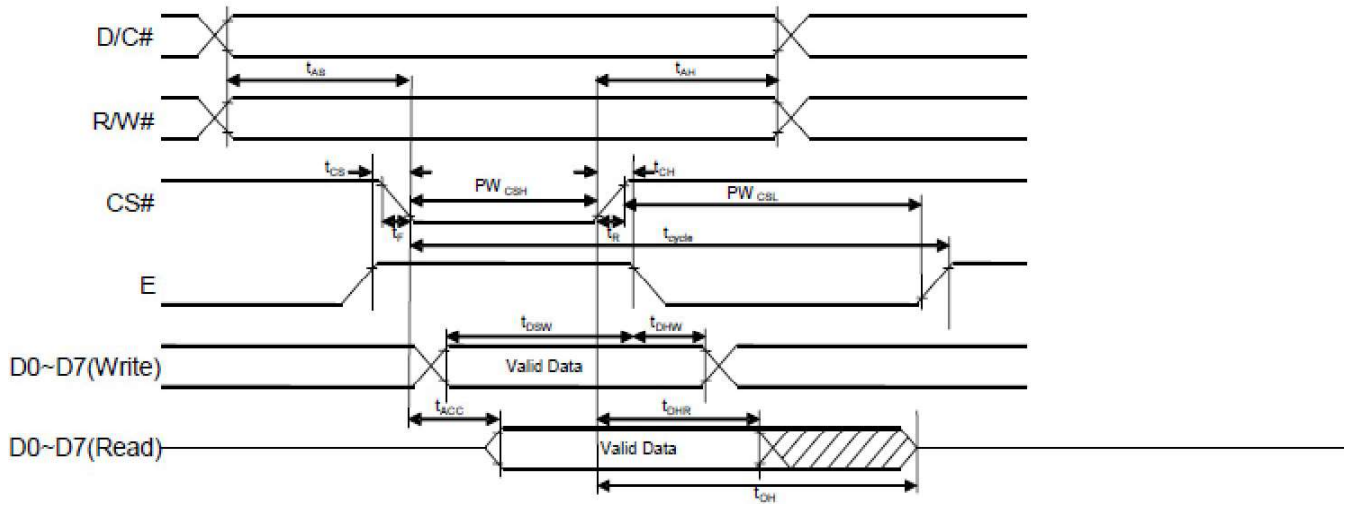 D/C#
tAS tAH
R/W#
tCS tCH
PW CSH PW CSL
CS#
tF tR tcycle
E
tDSW tDHW
D0~D7(Write) Valid Data
tACC tDHR
D0~D7(Read) Valid Data
tOH